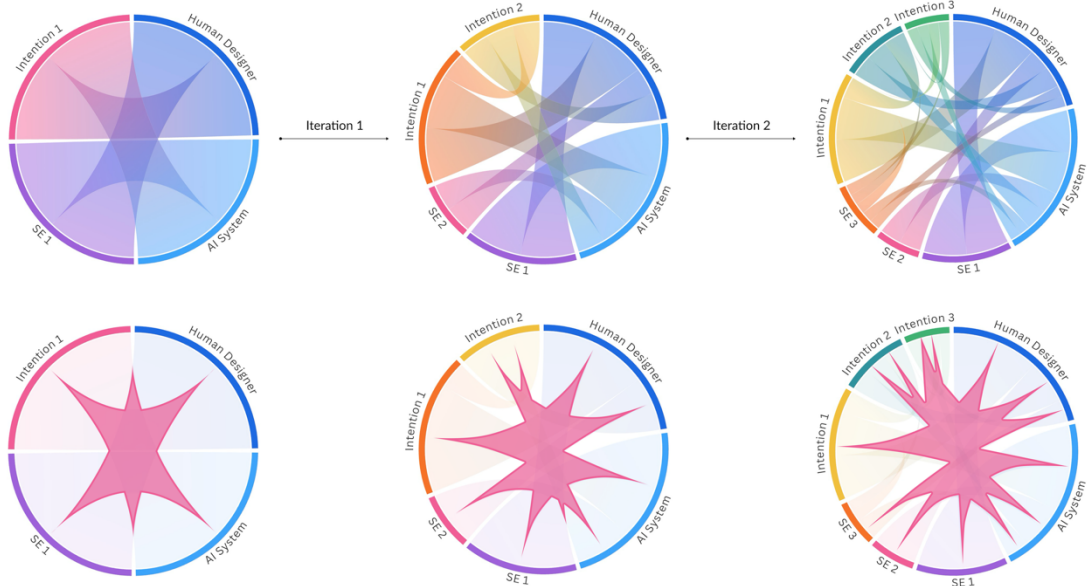 Intention 1
Human Designer
SE 1
AI System
Iteration 1
Intention 2
Human Designer
Intention 1
SE 2
SE 1
AI System
Iteration 2
Intention 2
Intention 3
Human Designer
Intention 1
SE 3
SE 2
SE 1
AI System
Intention 1
Human Designer
SE 1
AI System
Intention 2
Human Designer
Intention 1
SE 2
SE 1
AI System
Intention 2
Intention 3
Human Designer
Intention 1
SE 3
SE 2
SE 1
AI System